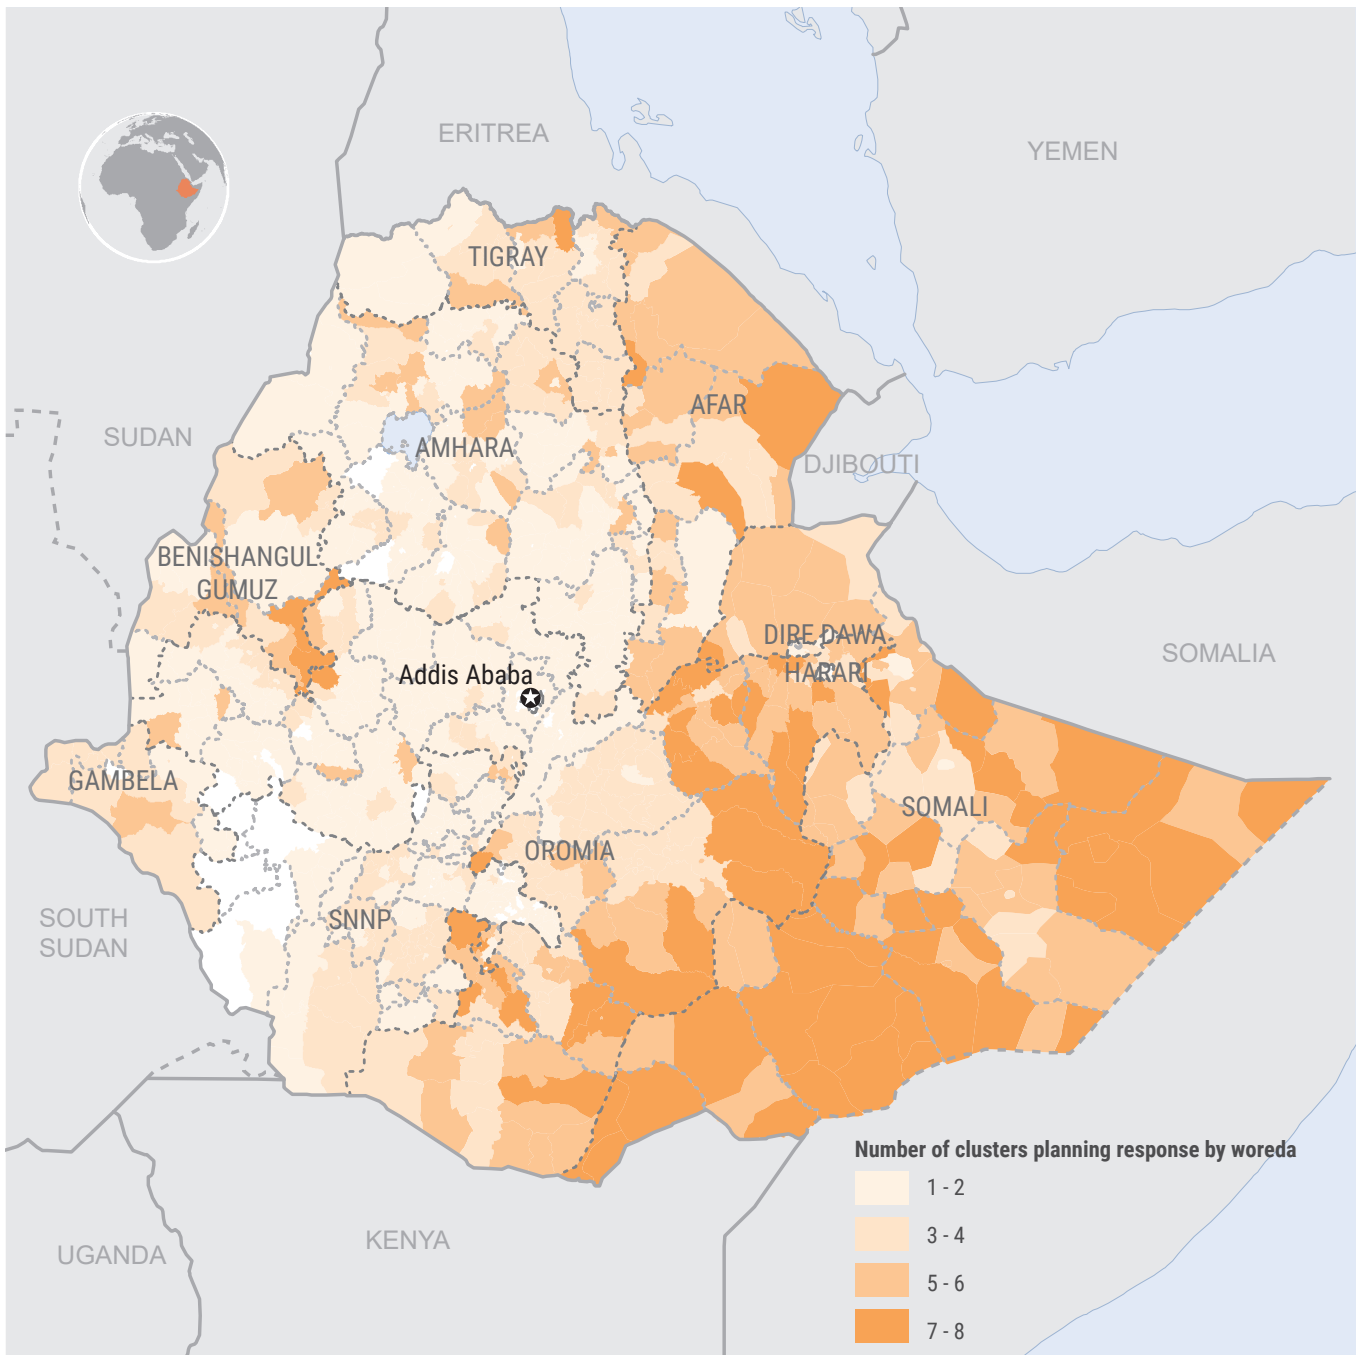 ERITREA
YEMEN
TIGRAY
AFAR
SUDAN
AMHARA
DJIBOUTI
BENISHANGUL
GUMUZ
DIRE DAWA
SOMALIA
HARARI
Addis Ababa
GAMBELA
SOMALI
OROMIA
SNNP
SOUTH
SUDAN
Number of clusters planning response by woreda
1 - 2
3 - 4
5 - 6
7 - 8
KENYA
UGANDA